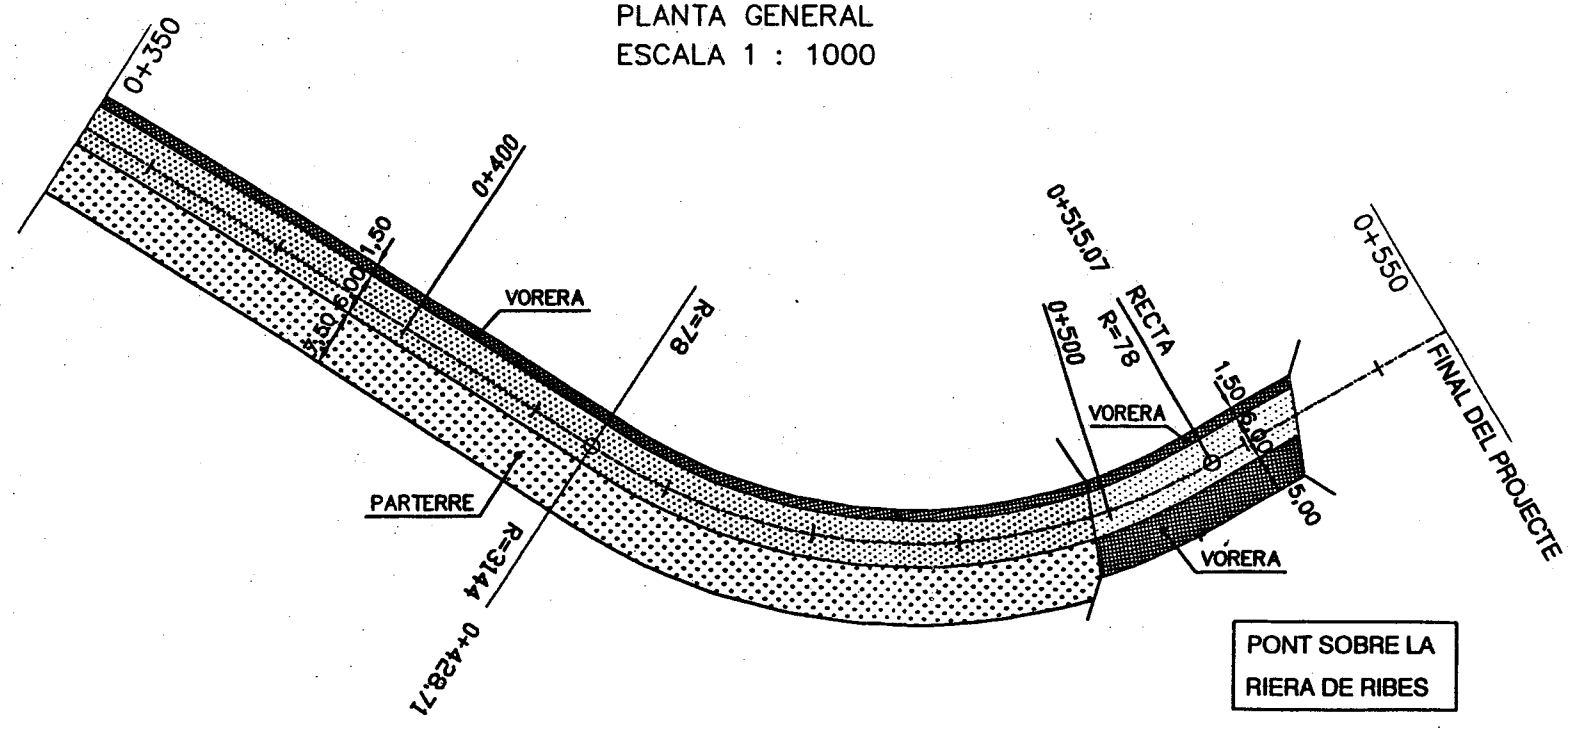 PLANTA GENERAL
ESCALA 1 : 1000
0+350
0+400
1,50
6,00
VORERA
R=78
0+515.07
RECTA
R=78
0+500
0+550
FINAL DEL PROJECTE
VORERA
1,50
6,00
5,00
VORERA
PARTERRE
R=3144
0+428.71
PONT SOBRE LA
RIERA DE RIBES